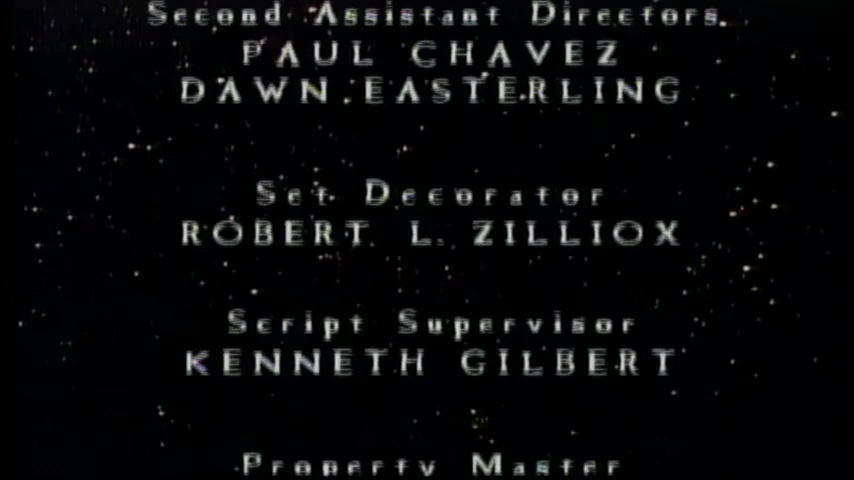 Second Assistant Directors
PAUL CHAVEZ
DAWN EASTERLING
Set Decorator
ROBERT L. ZILLIOX
Script Supervisor
KENNETH GILBERT
Property Master